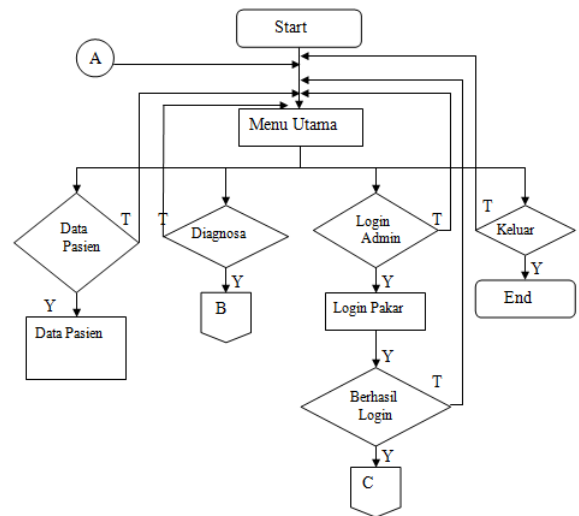 Start
A
Menu Utama
Data
Pasien
T
T
Diagnosa
Login
Admin
T
T
Keluar
Y
Y
Y
Y
Data Pasien
B
Login Pakar
End
Y
Berhasil
Login
T
Y
C